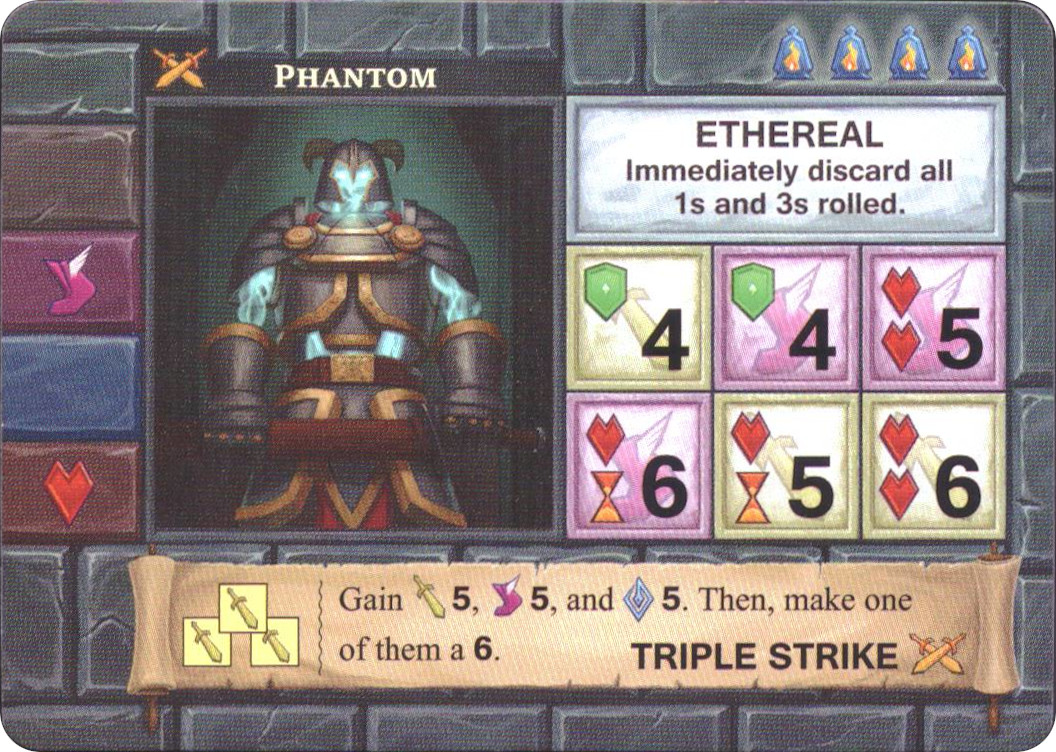 PHANTOM
ETHEREAL
Immediately discard all
1s and 3s rolled.
4 4 5
6 5 6
Gain 5, 5, and 5. Then, make one
of them a 6.
TRIPLE STRIKE